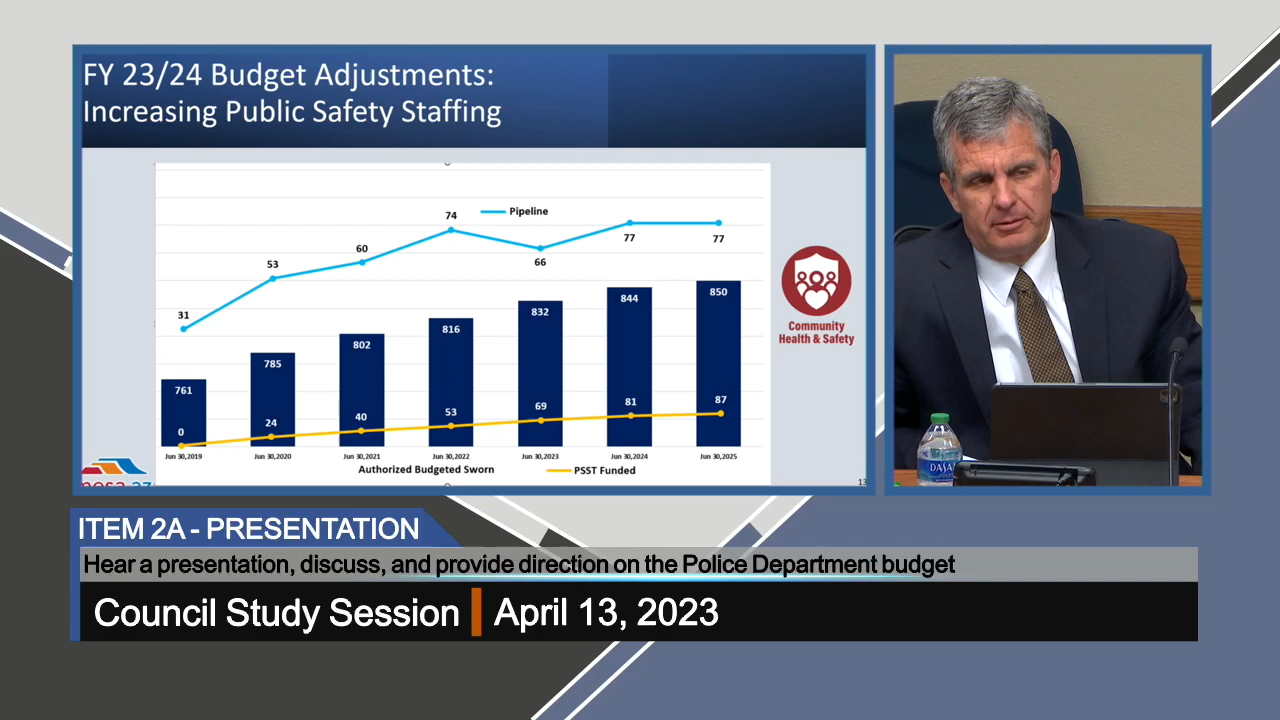 FY 23/24 Budget Adjustments:
Increasing Public Safety Staffing
Pipeline
31
53
60
74
66
77
77
761
785
802
816
832
844
850
0
24
40
53
69
81
87
Jun 30,2019
Jun 30,2020
Jun 30,2021
Jun 30,2022
Jun 30,2023
Jun 30,2024
Jun 30,2025
Authorized Budgeted Sworn
PSST Funded
Community
Health & Safety
13
ITEM 2A - PRESENTATION
Hear a presentation, discuss, and provide direction on the Police Department budget
Council Study Session
April 13, 2023